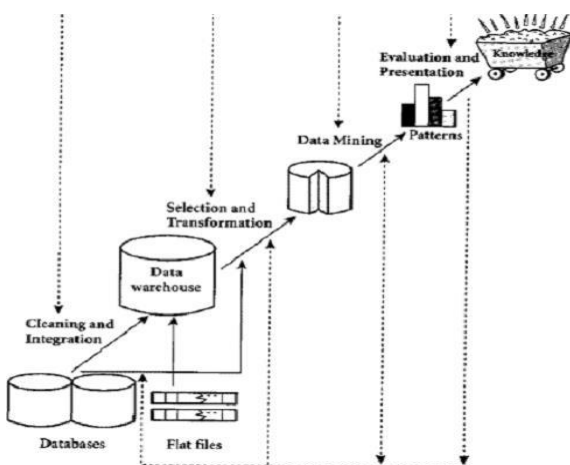 Evaluation and
Presentation
Knowledge
Data Mining
Patterns
Selection and
Transformation
Data
warehouse
Cleaning and
Integration
Databases
Flat files